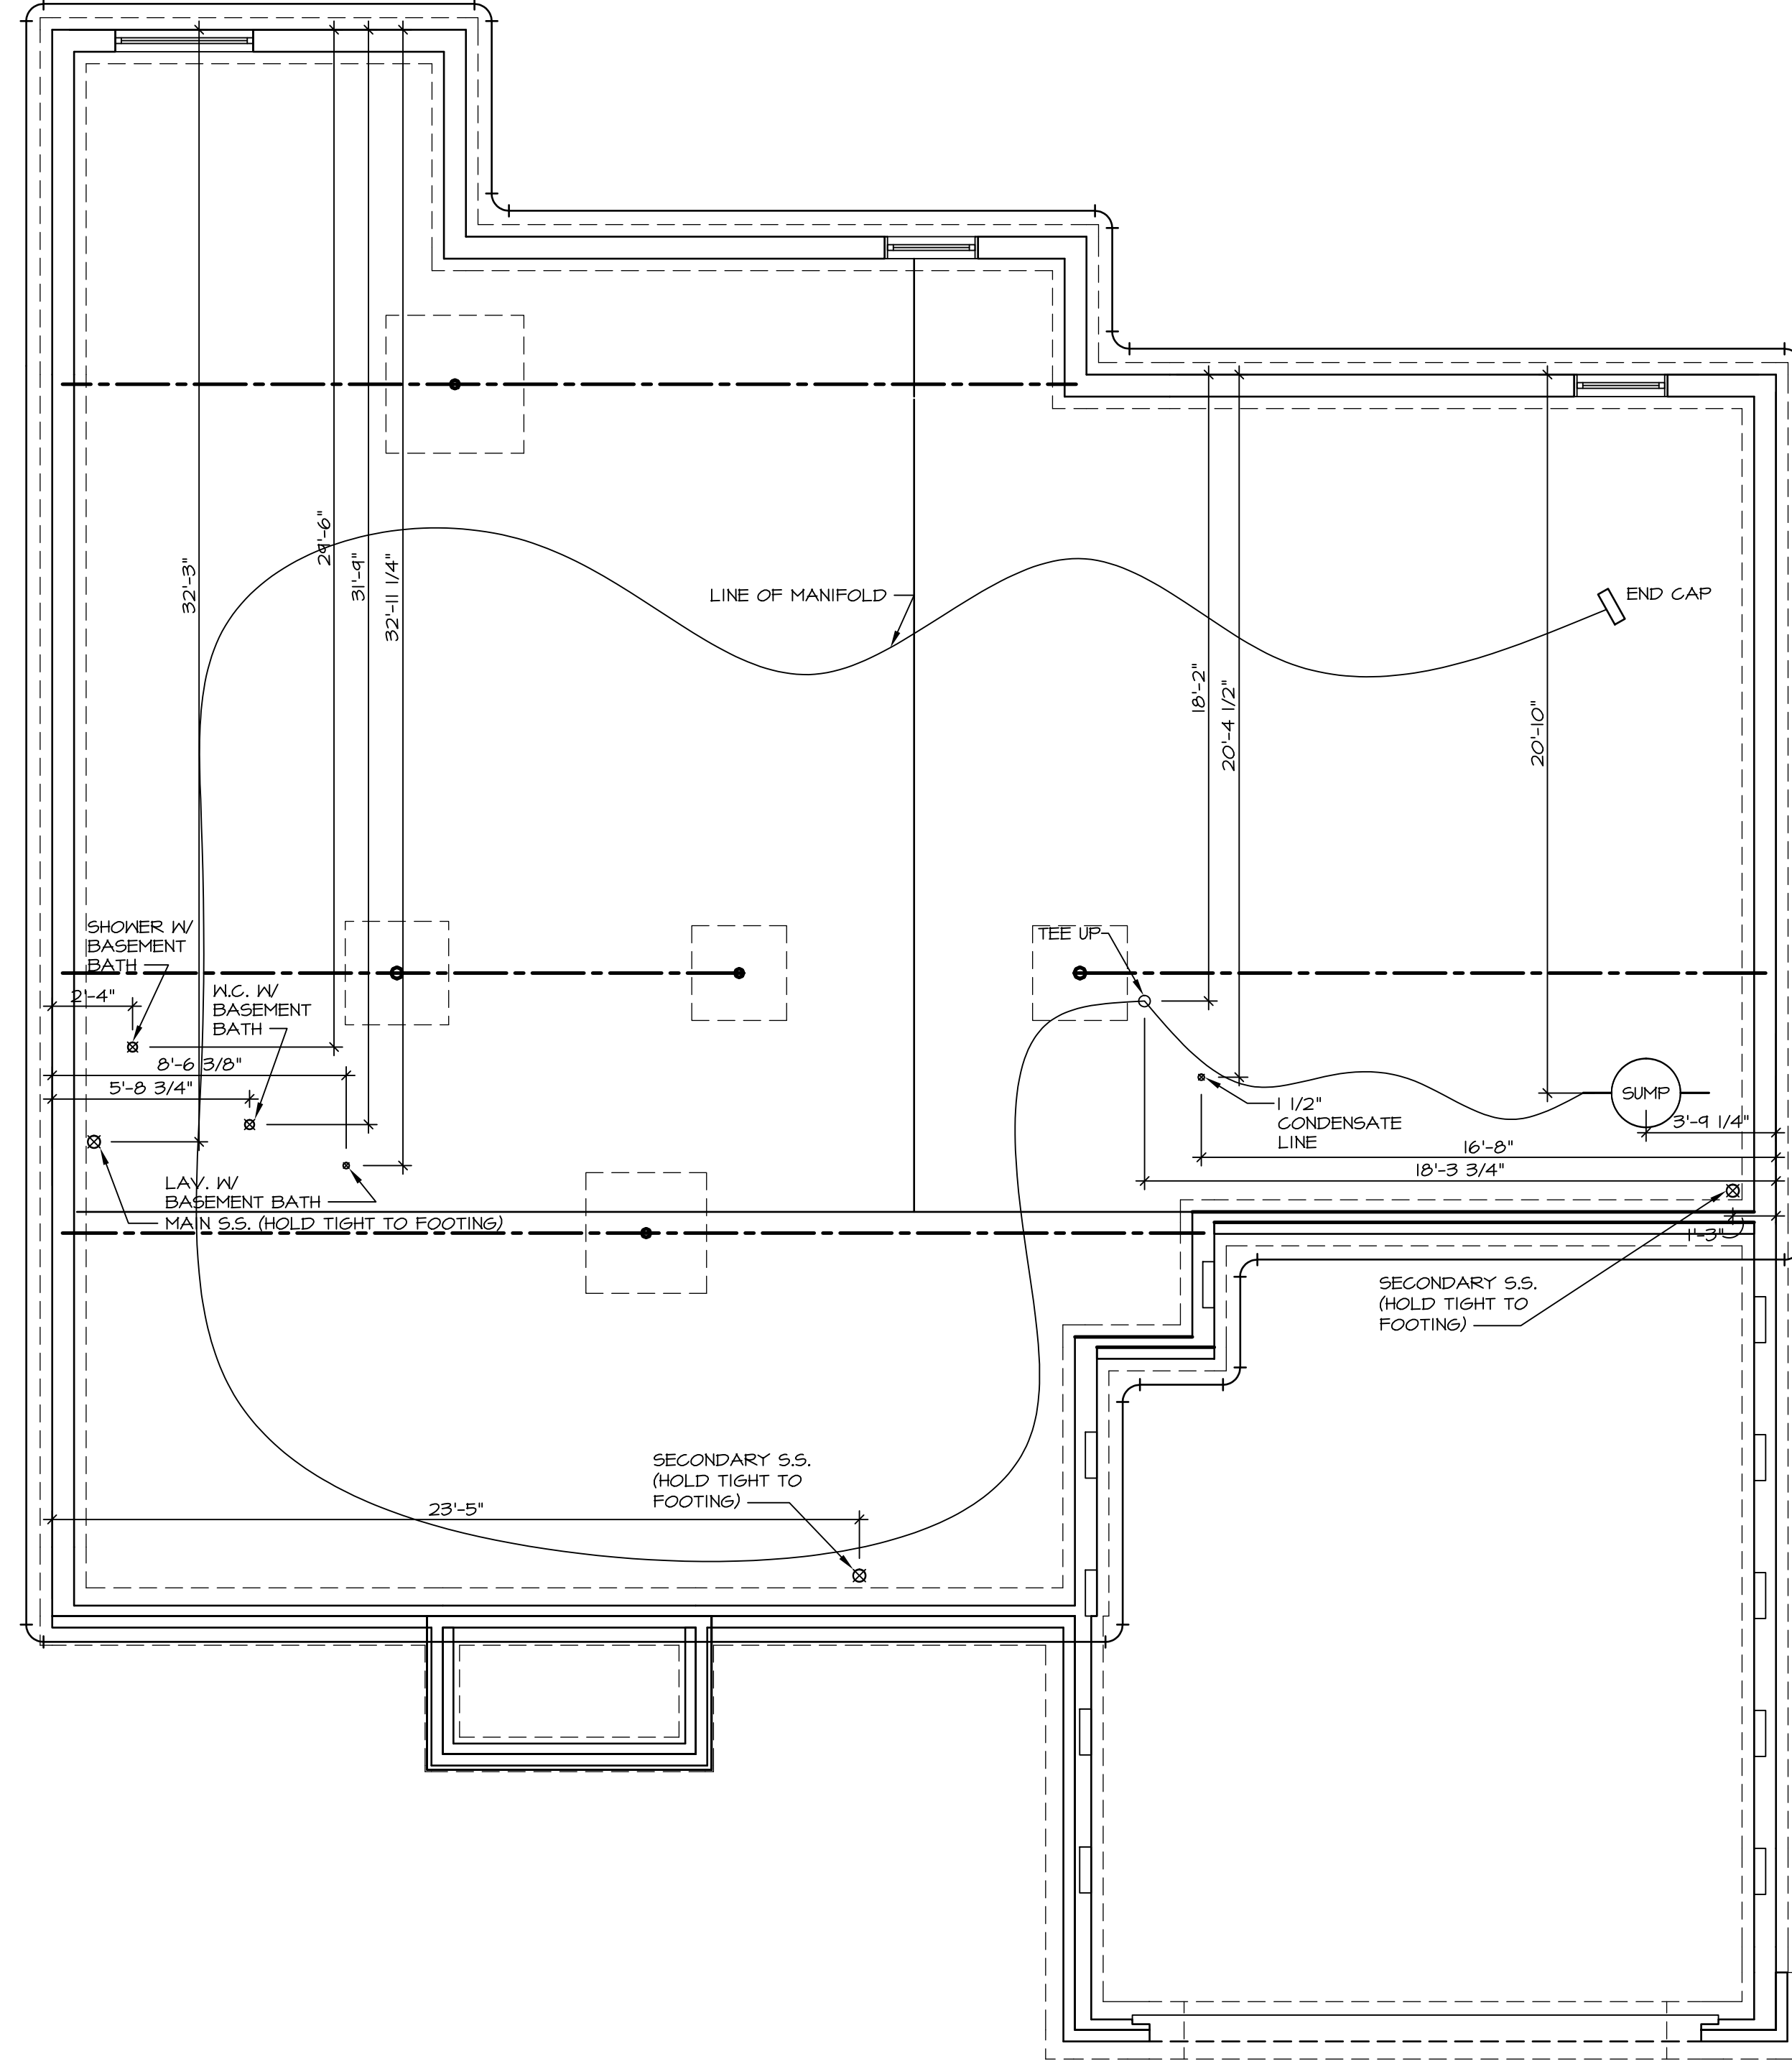 32'-3"
29'-6"
31'-9"
32'-11 1/4"
LINE OF MANIFOLD
END CAP
18'-2"
20'-4 1/2"
20'-10"
SHOWER W/
BASEMENT
BATH
TEE UP
2'-4"
W.C. W/
BASEMENT
BATH
8'-6 3/8"
5'-8 3/4"
SUMP
1 1/2"
CONDENSATE
LINE
3'-9 1/4"
16'-8"
18'-3 3/4"
LAV. W/
BASEMENT BATH
MAIN S.S. (HOLD TIGHT TO FOOTING)
1'-3"
SECONDARY S.S.
(HOLD TIGHT TO
FOOTING)
SECONDARY S.S.
(HOLD TIGHT TO
FOOTING)
23'-5"